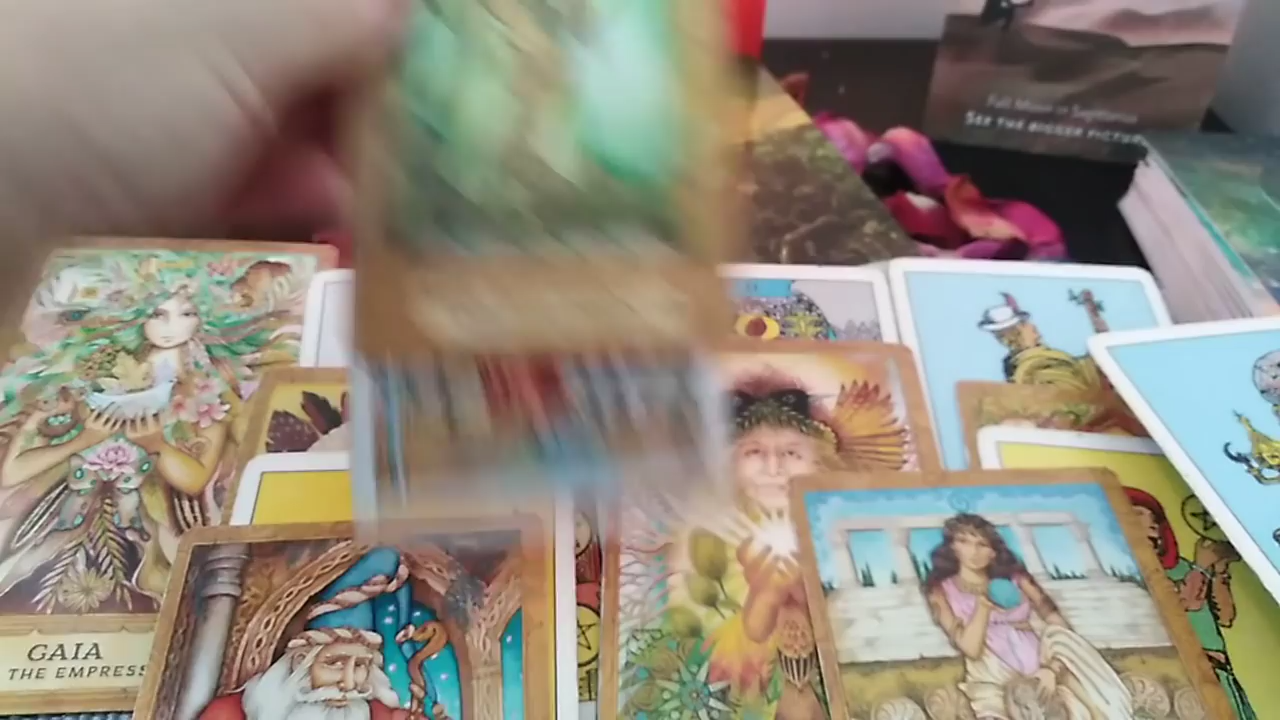 Full Moon in Sagittarius
SEE THE BIGGER PICTURE
GAIA
THE EMPRESS